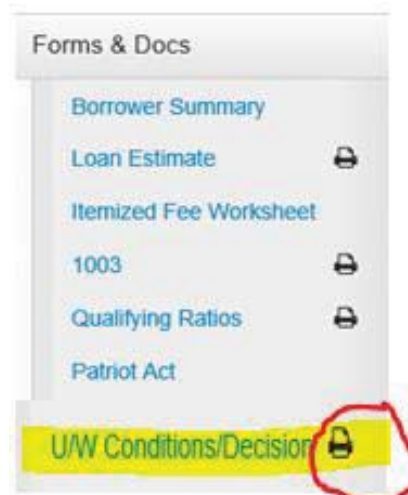 Forms & Docs
Borrower Summary
Loan Estimate
Itemized Fee Worksheet
1003
Qualifying Ratios
Patriot Act
U/W Conditions/Decision